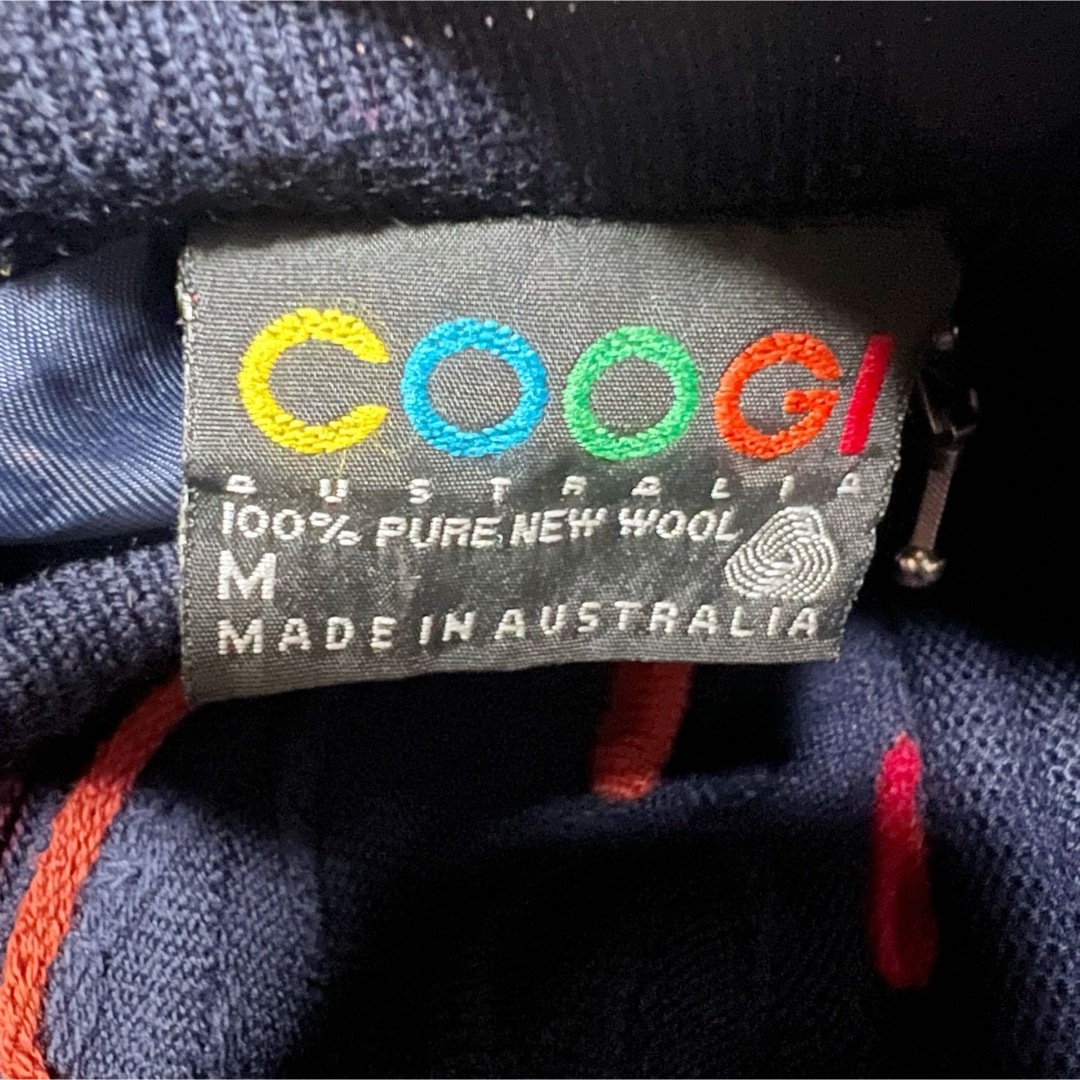 COOGI
AUSTRALIA
100% PURE NEW WOOL
M
MADE IN AUSTRALIA